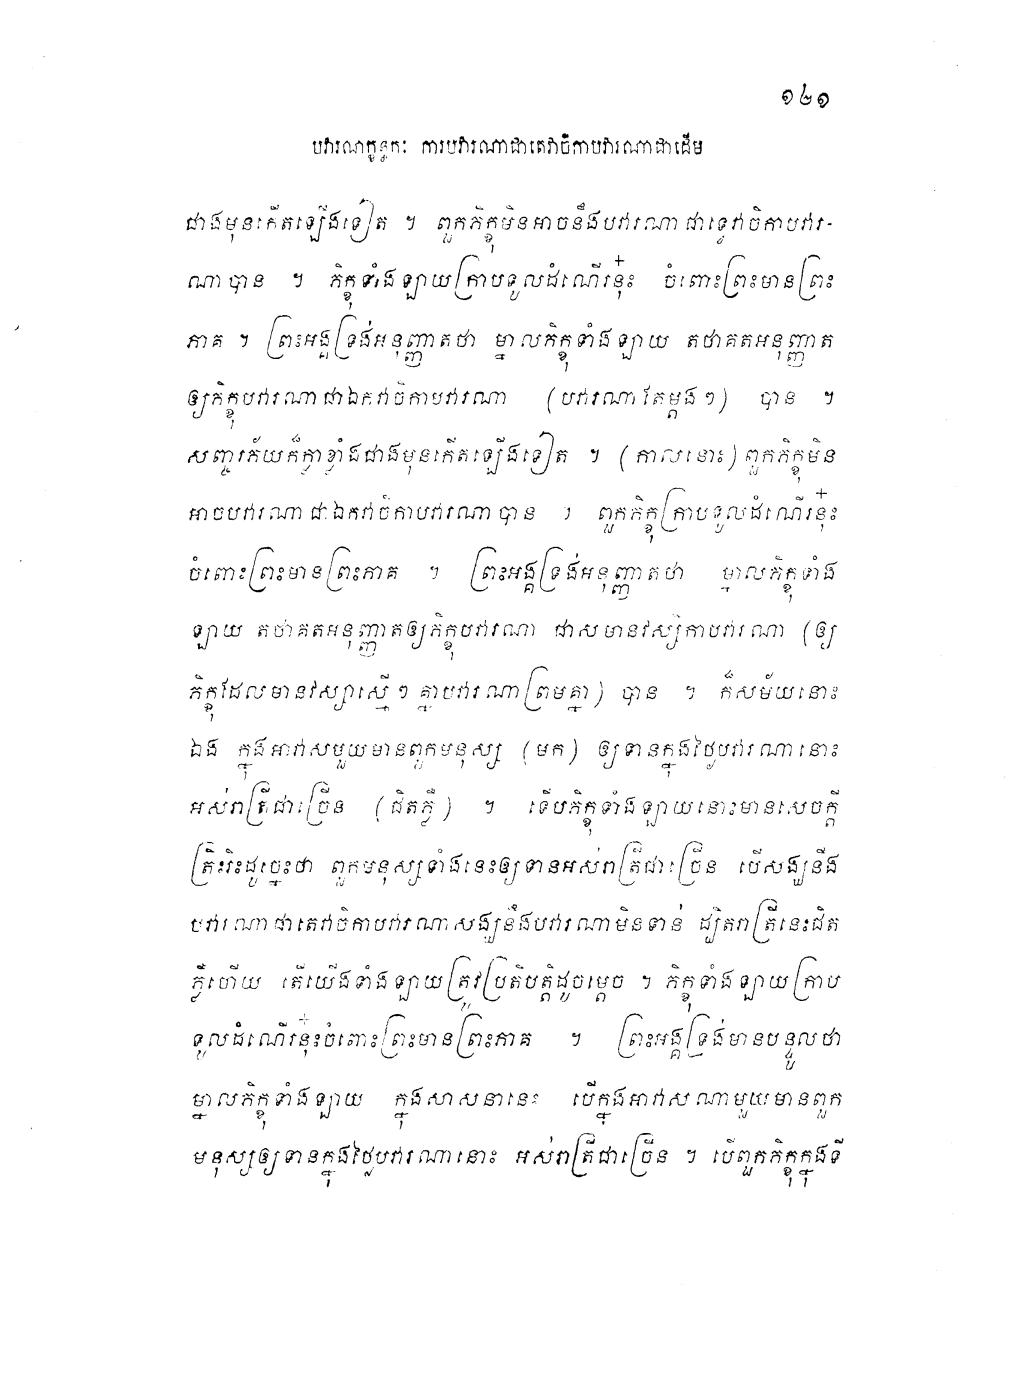 ១២១
បវារណក្ខន្ធកៈ ការបវារណាជាតេវាចិកាបវារណាជាដើម
ជាងមុនកើតឡើងទៀត ។ ពួកភិក្ខុមិនអាចនឹងបវារណា ជាទ្វេវាចិកាបវារ-
ណាបាន ។ ភិក្ខុទាំងឡាយក្រាបទូលដំណើរនុ៎ះ ចំពោះព្រះមានព្រះ
ភាគ ។ ព្រះអង្គទ្រង់អនុញ្ញាតថា ម្នាលភិក្ខុទាំងឡាយ តថាគតអនុញ្ញាត
ឲ្យភិក្ខុបវារណាជាឯកវាចិកាបវារណា (បវារណាតែម្តងៗ) បាន ។
សញ្ចរភ័យក៏ក្លាខ្លាំងជាងមុនកើតឡើងទៀត ។ (កាលនោះ) ពួកភិក្ខុមិន
អាចបវារណា ជាឯកវាចិកាបវារណាបាន ។ ពួកភិក្ខុក្រាបទូលដំណើរនុ៎ះ
ចំពោះព្រះមានព្រះភាគ ។ ព្រះអង្គទ្រង់អនុញ្ញាតថា ម្នាលភិក្ខុទាំង
ឡាយ តថាគតអនុញ្ញាតឲ្យភិក្ខុបវារណា ជាសមានវស្សិកាបវារណា (ឲ្យ
ភិក្ខុដែលមានវស្សាស្មើៗ គ្នាបវារណាព្រមគ្នា) បាន ។ ក៏សម័យនោះ
ឯង ក្នុងអាវាសមួយមានពួកមនុស្ស (មក) ឲ្យទានក្នុងថ្ងៃបវារណានោះ
អស់រាត្រីជាច្រើន (ជិតភ្លឺ) ។ ទើបភិក្ខុទាំងឡាយនោះមានសេចក្តី
ត្រិះរិះដូច្នេះថា ពួកមនុស្សទាំងនេះឲ្យទានអស់រាត្រីជាច្រើន បើសង្ឃនឹង
បវារណាជាតេវាចិកាបវារណា សង្ឃនឹងបវារណាមិនទាន់ ដ្បិតរាត្រីនេះជិត
ភ្លឺហើយ តើយើងទាំងឡាយត្រូវប្រតិបត្តិដូចម្តេច ។ ភិក្ខុទាំងឡាយក្រាប
ទូលដំណើរនុ៎ះចំពោះព្រះមានព្រះភាគ ។ ព្រះអង្គទ្រង់មានបន្ទូលថា
ម្នាលភិក្ខុទាំងឡាយ ក្នុងសាសនានេះ បើក្នុងអាវាសណាមួយមានពួក
មនុស្សឲ្យទានក្នុងថ្ងៃបវារណានោះ អស់រាត្រីជាច្រើន ។ បើពួកភិក្ខុក្នុងទី